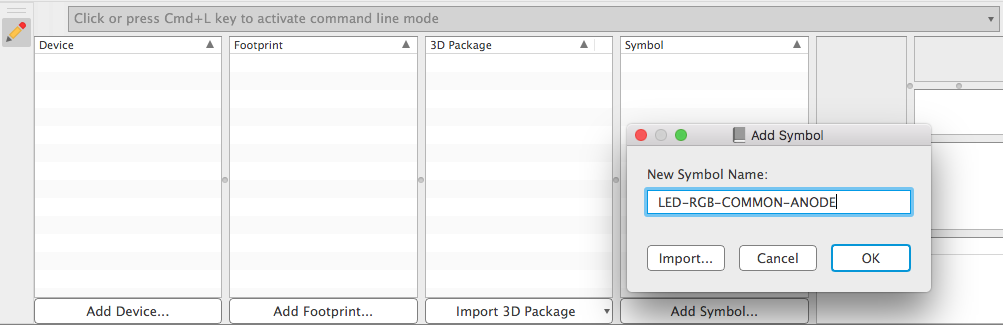 Click or press Cmd+L key to activate command line mode
Device
Footprint
3D Package
Symbol
Add Symbol
New Symbol Name:
LED-RGB-COMMON-ANODE
Import...
Cancel
OK
Add Device...
Add Footprint...
Import 3D Package
Add Symbol...